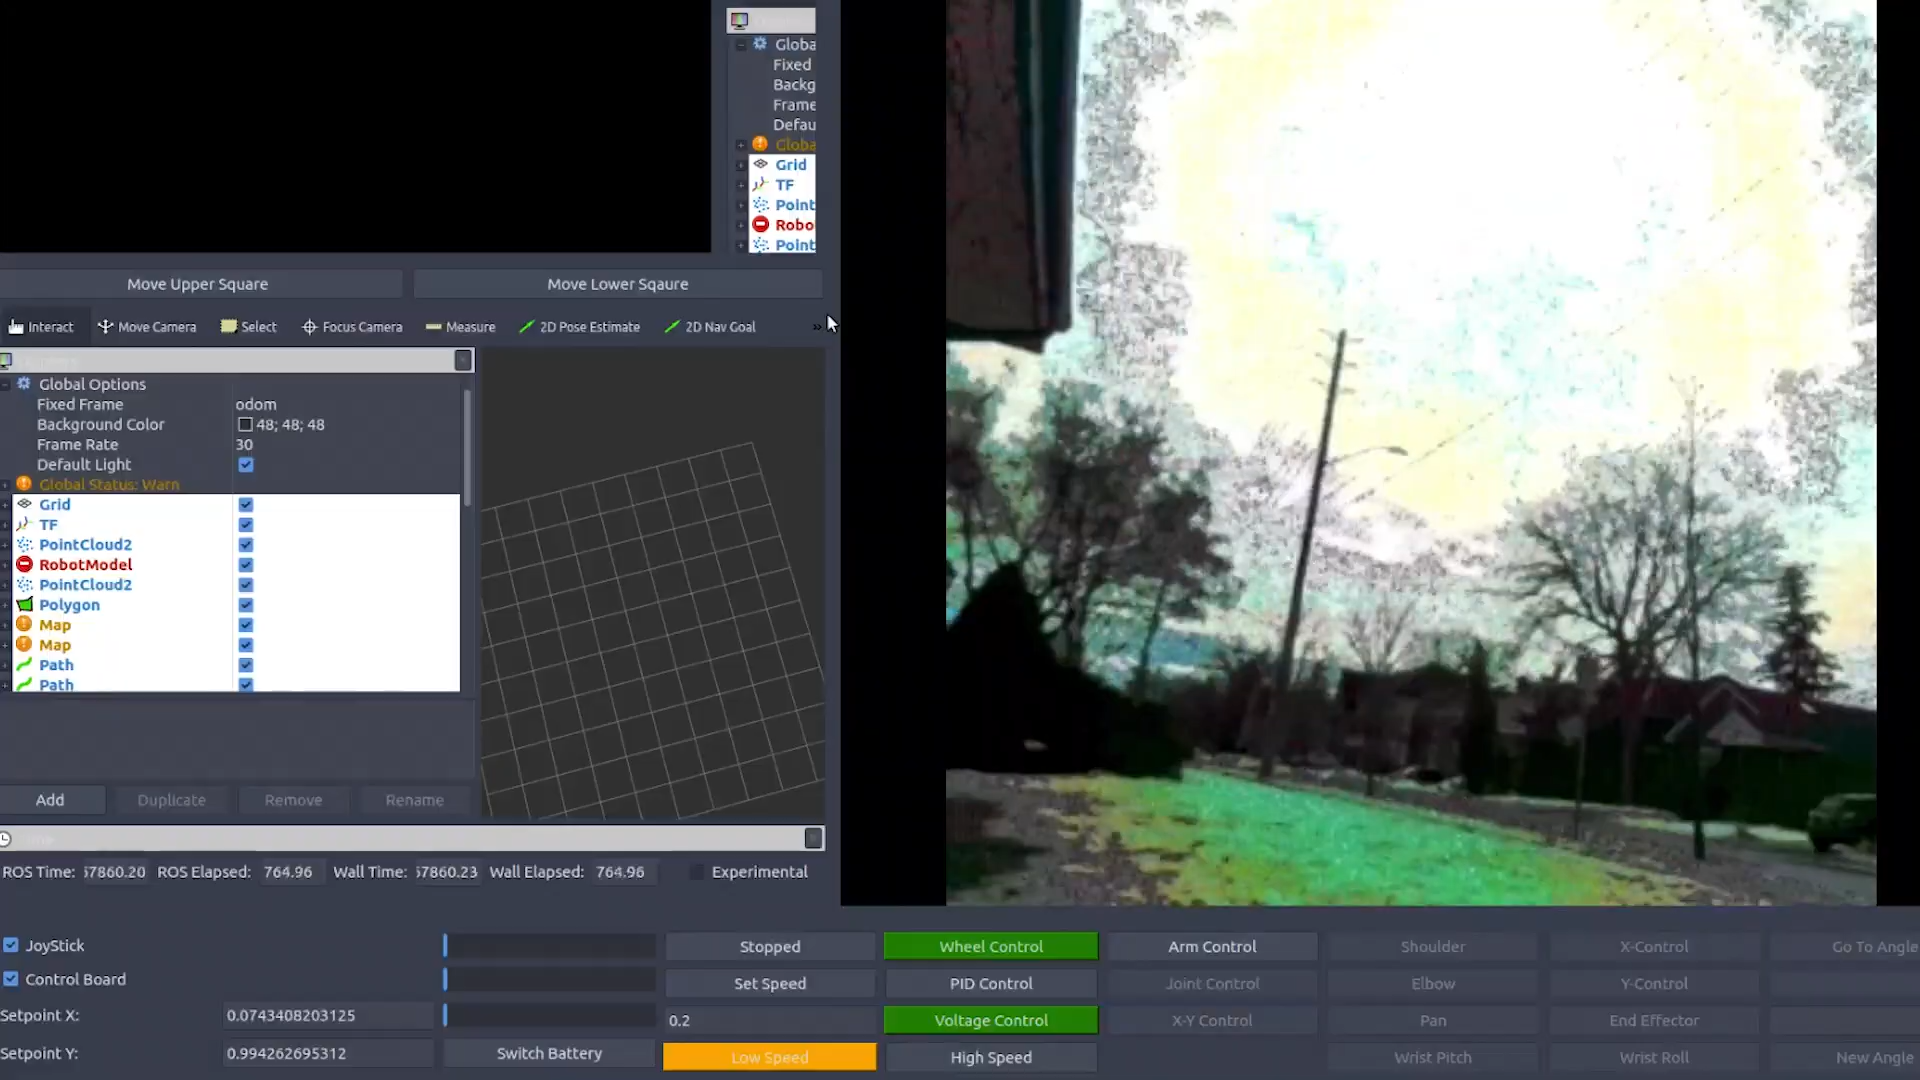 Globa
Fixed
Backg
Frame
Defau
Globa
Grid
TF
Point
Robo
Point
Move Upper Square Move Lower Sqaure
Interact Move Camera Select Focus Camera Measure 2D Pose Estimate 2D Nav Goal »
Global Options
Fixed Frame odom
Background Color 48; 48; 48
Frame Rate 30
Default Light
Global Status: Warn
Grid
TF
PointCloud2
RobotModel
PointCloud2
Polygon
Map
Map
Path
Path
Add Duplicate Remove Rename
ROS Time: 57860.20 ROS Elapsed: 764.96 Wall Time: 57860.23 Wall Elapsed: 764.96 Experimental
JoyStick Stopped Wheel Control Arm Control Shoulder X-Control Go To Angle
Control Board Set Speed PID Control Joint Control Elbow Y-Control
Setpoint X: 0.0743408203125 0.2 Voltage Control X-Y Control Pan End Effector
Setpoint Y: 0.994262695312 Switch Battery Low Speed High Speed Wrist Pitch Wrist Roll New Angle